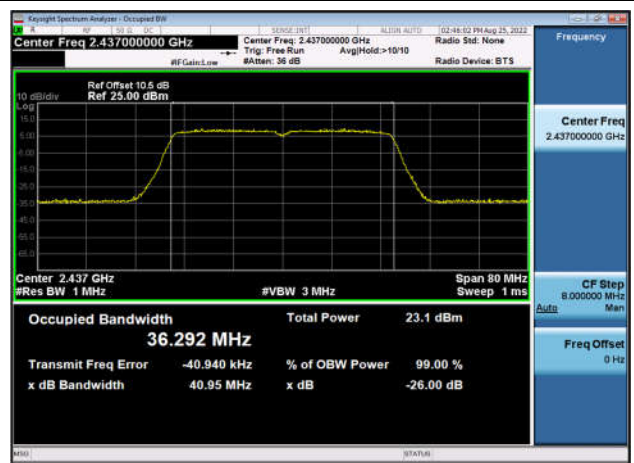 Keysight Spectrum Analyzer - Occupied BW
RF 50 Ω DC SENSE:INT ALIGN AUTO 02:46:02 PM Aug 25, 2022
Center Freq 2.437000000 GHz
Center Freq: 2.437000000 GHz Radio Std: None
Trig: Free Run Avg|Hold:>10/10
#IFGain:Low #Atten: 36 dB Radio Device: BTS
Frequency
Ref Offset 10.5 dB
10 dB/div Ref 25.00 dBm
Log
15.0
5.00
-5.00
-15.0
-25.0
-35.0
-45.0
-55.0
-65.0
Center 2.437 GHz Span 80 MHz
#Res BW 1 MHz #VBW 3 MHz Sweep 1 ms
Occupied Bandwidth Total Power 23.1 dBm
36.292 MHz
Transmit Freq Error -40.940 kHz % of OBW Power 99.00 %
x dB Bandwidth 40.95 MHz x dB -26.00 dB
Center Freq
2.437000000 GHz
CF Step
8.000000 MHz
Auto Man
Freq Offset
0 Hz
MSG STATUS